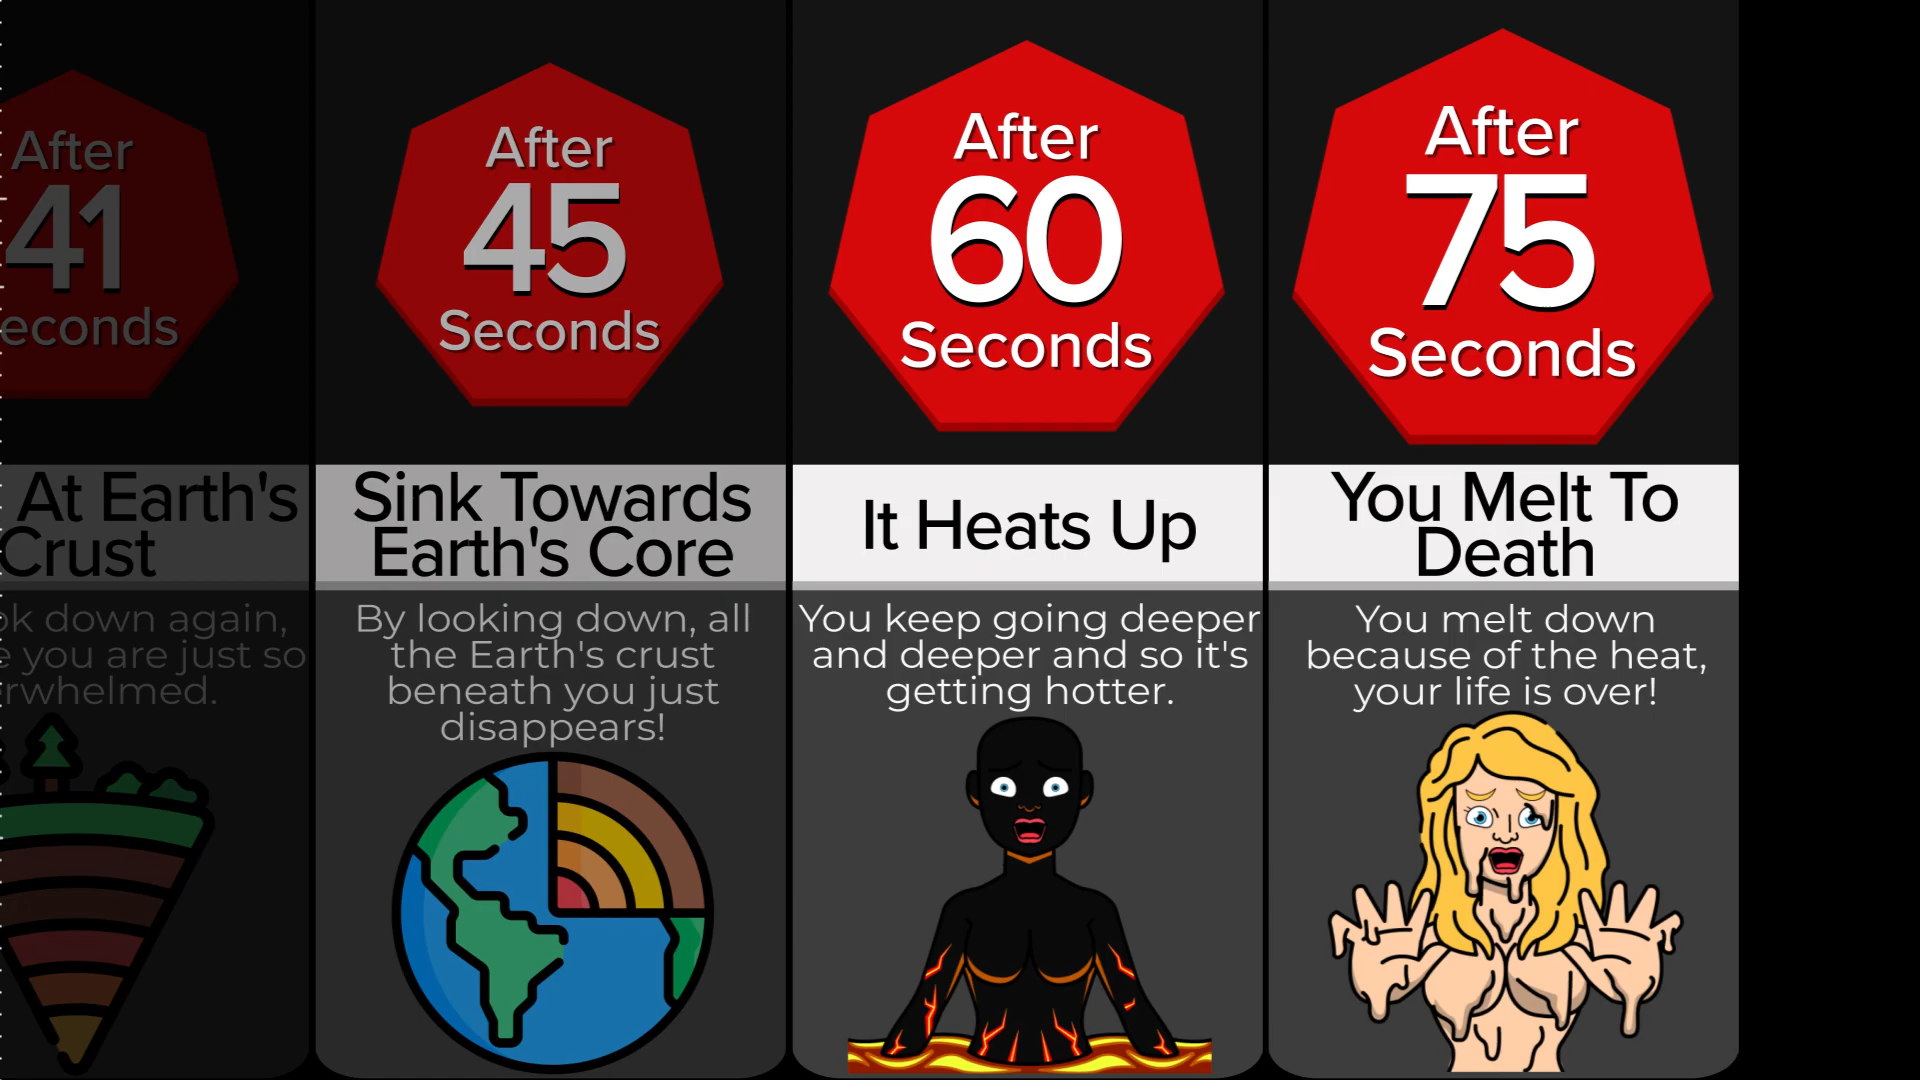 After
41
econds
At Earth's
Crust
down again,
you are just so
After
45
Seconds
Sink Towards
Earth's Core
By looking down, all
the Earth's crust
beneath you just
disappears!
After
60
Seconds
It Heats Up
You keep going deeper
and deeper and so it's
getting hotter.
After
75
Seconds
You Melt To
Death
You melt down
because of the heat,
your life is over!